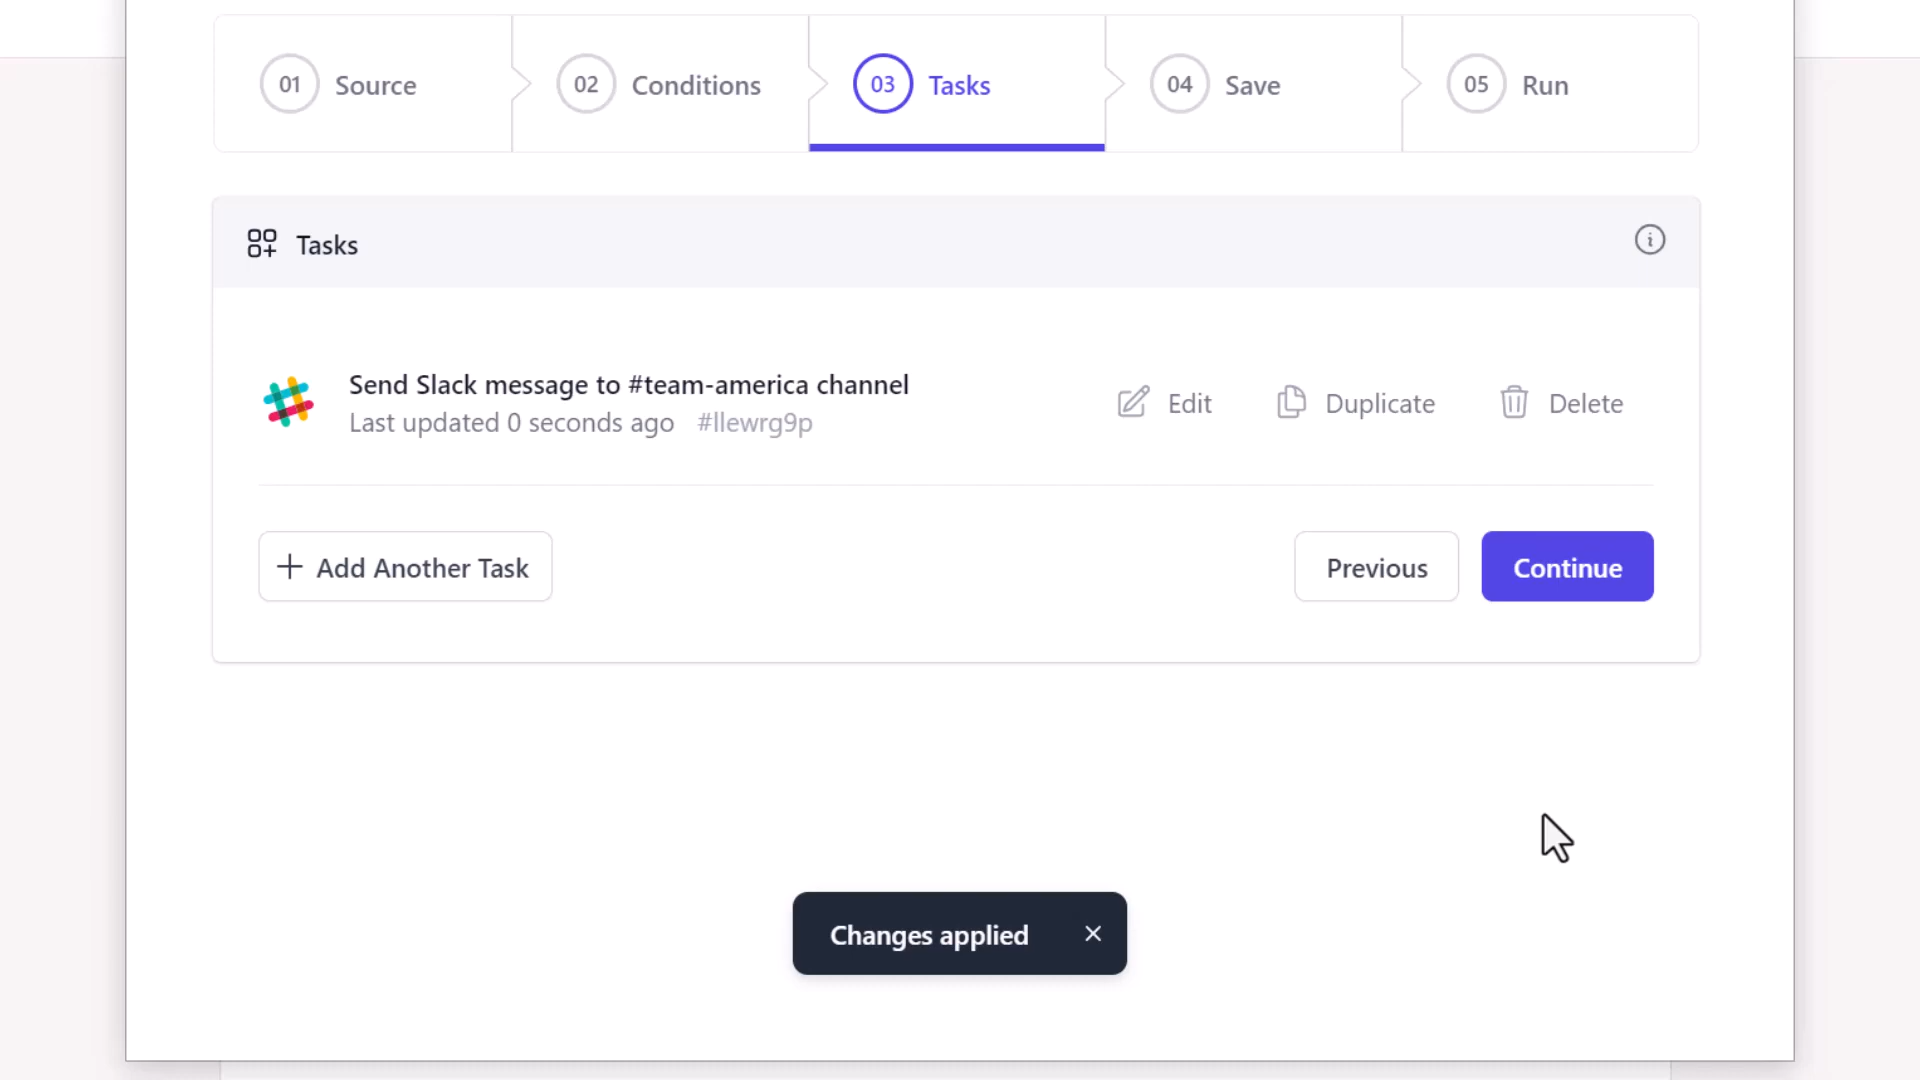 01 Source
02 Conditions
03 Tasks
04 Save
05 Run
Tasks
Send Slack message to #team-america channel
Last updated 0 seconds ago #llewrg9p
Edit
Duplicate
Delete
Add Another Task
Previous
Continue
Changes applied